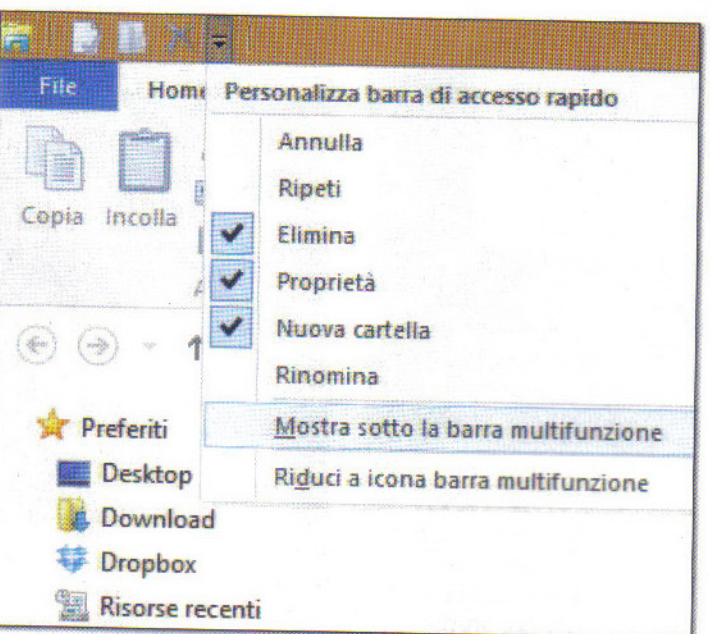 File
Home
Personalizza barra di accesso rapido
Annulla
Ripeti
Copia
Incolla
Elimina
Proprietà
Nuova cartella
Rinomina
Preferiti
Mostra sotto la barra multifunzione
Desktop
Riduci a icona barra multifunzione
Download
Dropbox
Risorse recenti